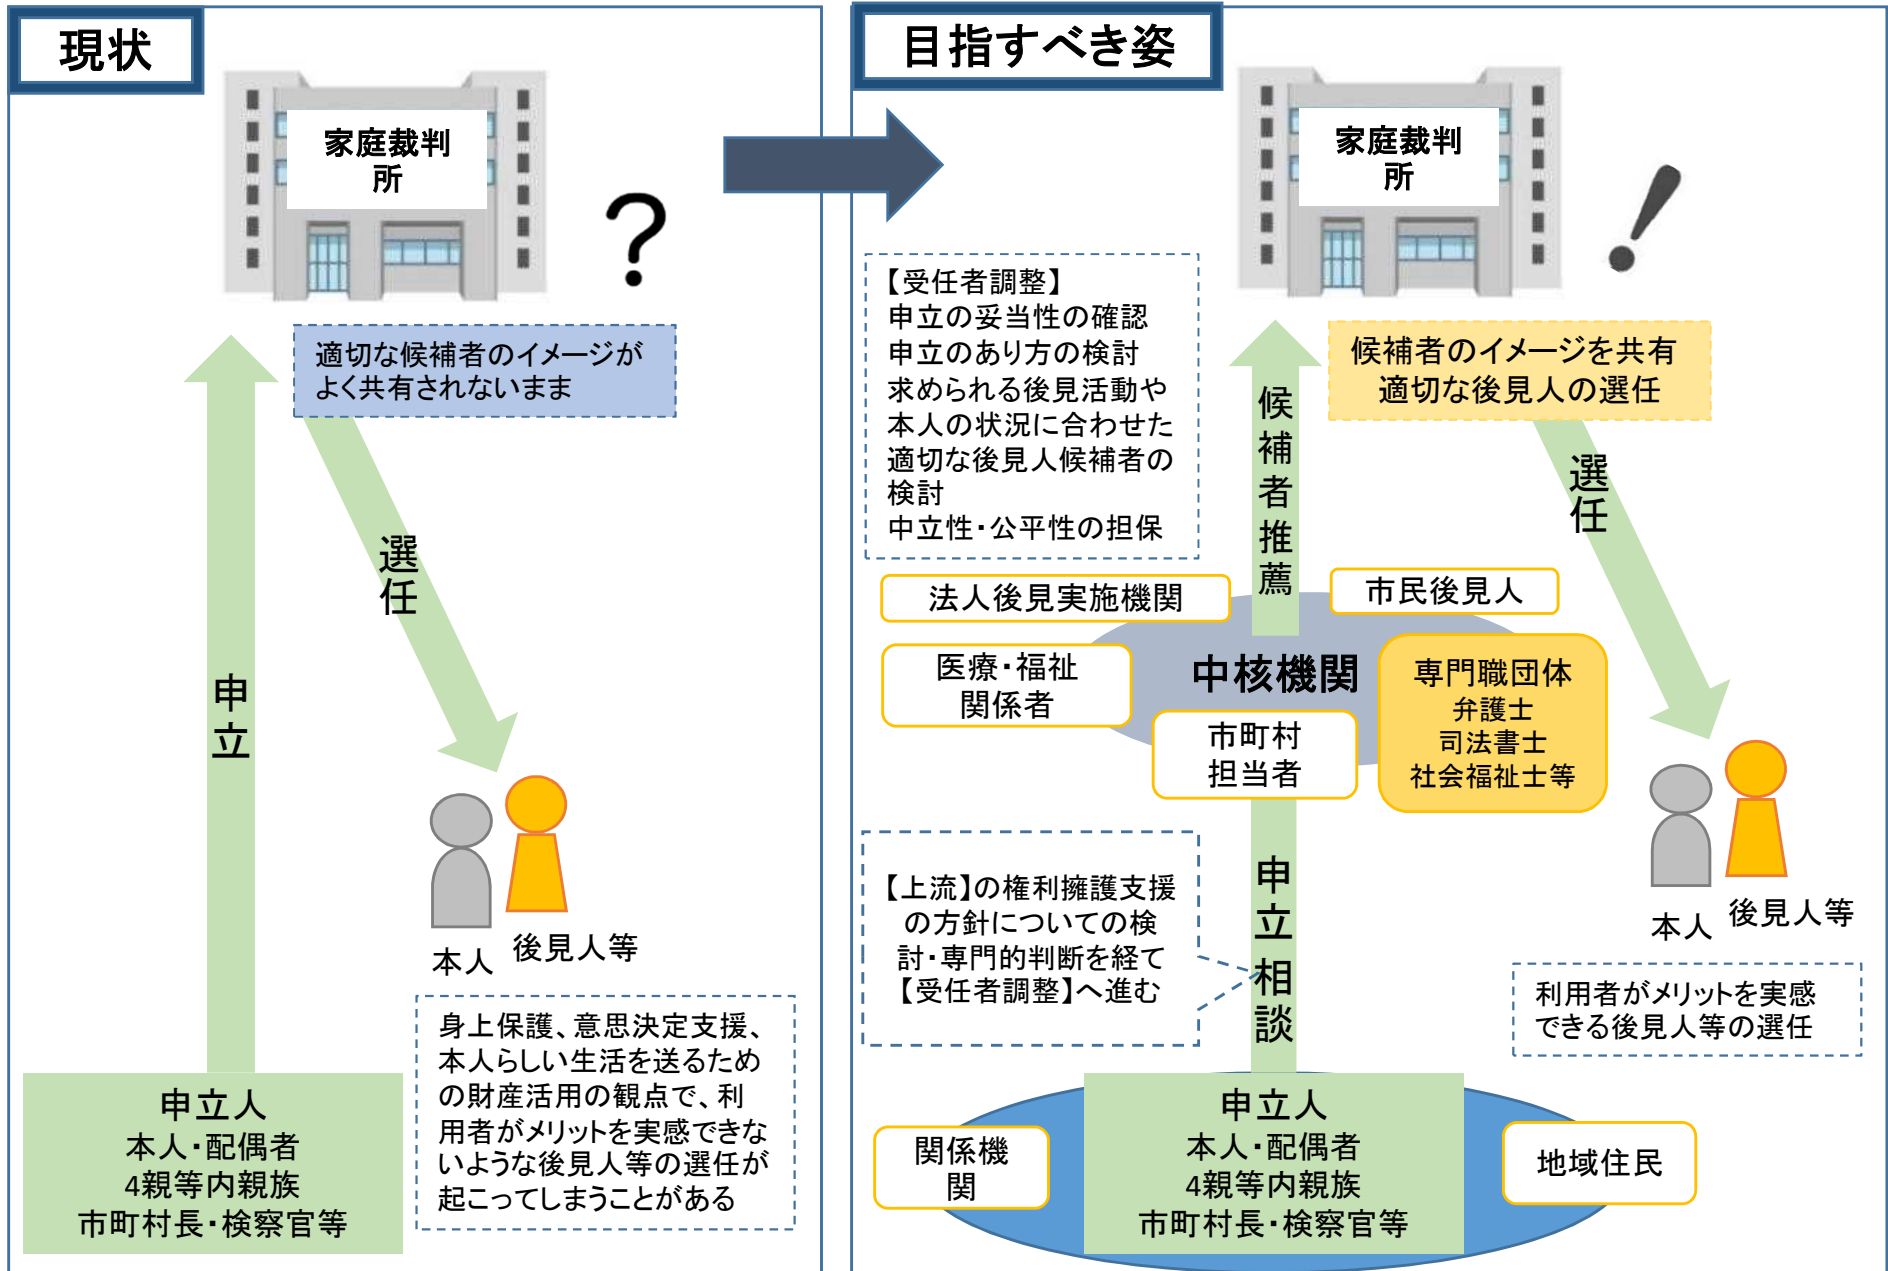 現状
家庭裁判
所
？
適切な候補者のイメージが
よく共有されないまま
選任
申立
本人
後見人等
身上保護、意思決定支援、
本人らしい生活を送るため
の財産活用の観点で、利
用者がメリットを実感できな
いような後見人等の選任が
起こってしまうことがある
申立人
本人・配偶者
4親等内親族
市町村長・検察官等
目指すべき姿
家庭裁判
所
！
【受任者調整】
申立の妥当性の確認
申立のあり方の検討
求められる後見活動や
本人の状況に合わせた
適切な後見人候補者の
検討
中立性・公平性の担保
候補者のイメージを共有
適切な後見人の選任
候補者推薦
選任
法人後見実施機関
市民後見人
医療・福祉
関係者
中核機関
専門職団体
弁護士
司法書士
社会福祉士等
市町村
担当者
【上流】の権利擁護支援
の方針についての検
討・専門的判断を経て
【受任者調整】へ進む
申立相談
本人
後見人等
利用者がメリットを実感
できる後見人等の選任
関係機
関
申立人
本人・配偶者
4親等内親族
市町村長・検察官等
地域住民